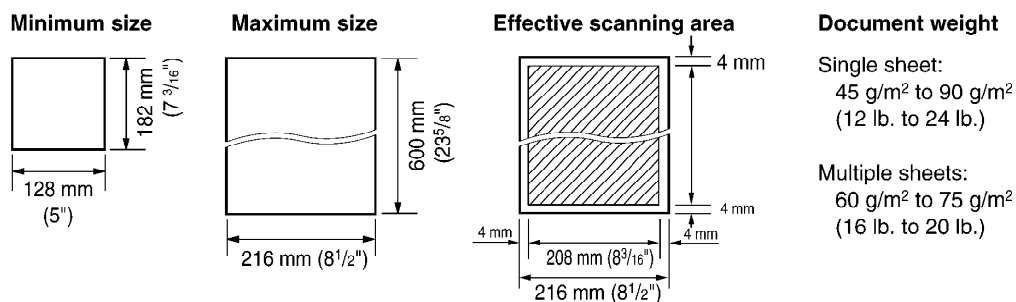 Minimum size
182 mm
(7 3/16")
128 mm
(5")
Maximum size
600 mm
(23 5/8")
216 mm (8 1/2")
Effective scanning area
4 mm
4 mm
4 mm
4 mm
208 mm (8 3/16")
216 mm (8 1/2")
Document weight
Single sheet:
45 g/m² to 90 g/m²
(12 lb. to 24 lb.)
Multiple sheets:
60 g/m² to 75 g/m²
(16 lb. to 20 lb.)